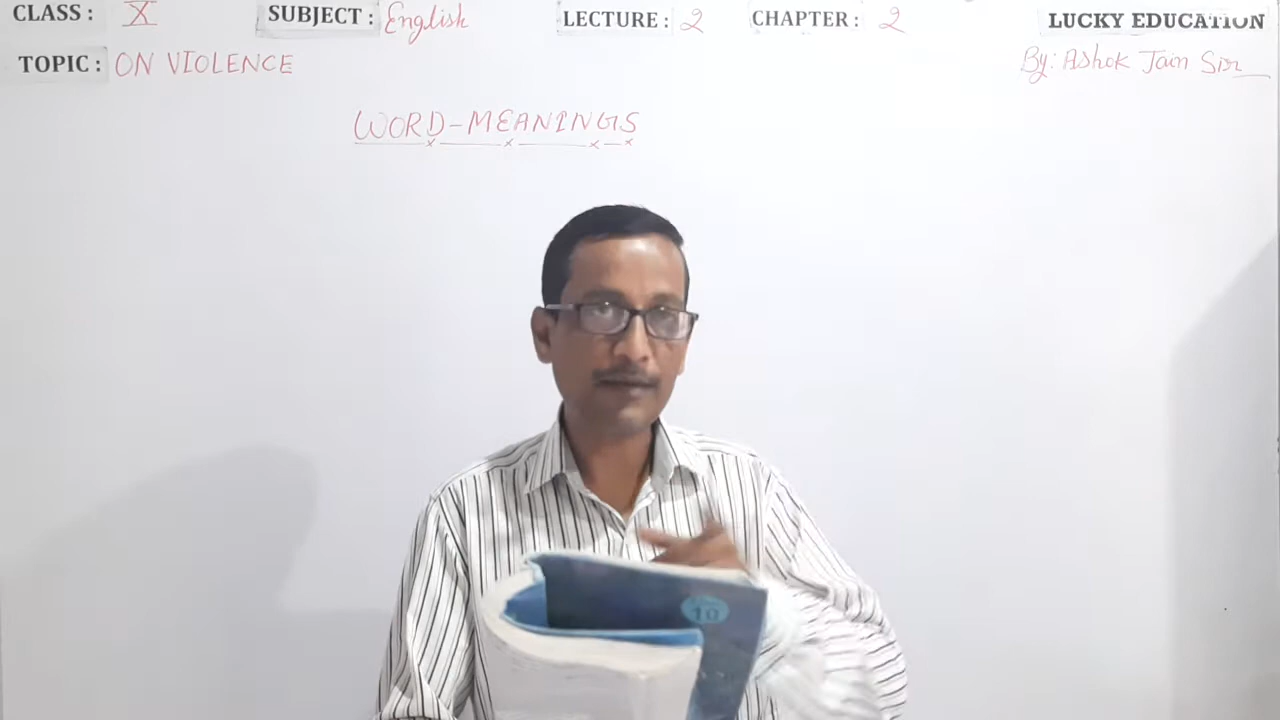 CLASS : X SUBJECT : English LECTURE : 2 CHAPTER : 2 LUCKY EDUCATION
TOPIC : ON VIOLENCE By: Ashok Jain Sir
WORD-MEANINGS
10